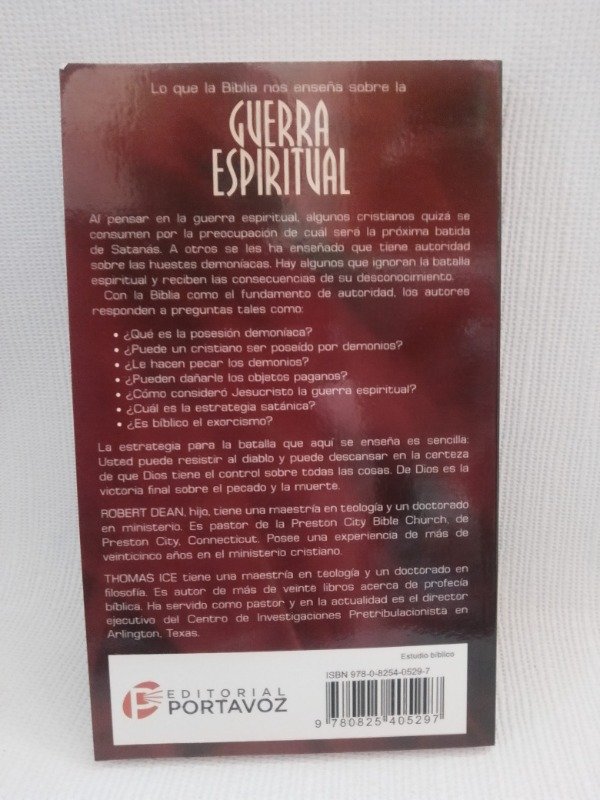 Lo que la Biblia nos enseña sobre la
GUERRA
ESPIRITUAL
Al pensar en la guerra espiritual, algunos cristianos quizá se
consumen por la preocupación de cuál será la próxima batida
de Satanás. A otros se les ha enseñado que tiene autoridad
sobre las huestes demoníacas. Hay algunos que ignoran la batalla
espiritual y reciben las consecuencias de su desconocimiento.
Con la Biblia como el fundamento de autoridad, los autores
responden a preguntas tales como:
• ¿Qué es la posesión demoníaca?
• ¿Puede un cristiano ser poseído por demonios?
• ¿Le hacen pecar los demonios?
• ¿Pueden dañarle los objetos paganos?
• ¿Cómo consideró Jesucristo la guerra espiritual?
• ¿Cuál es la estrategia satánica?
• ¿Es bíblico el exorcismo?
La estrategia para la batalla que aquí se enseña es sencilla:
Usted puede resistir al diablo y puede descansar en la certeza
de que Dios tiene el control sobre todas las cosas. De Dios es la
victoria final sobre el pecado y la muerte.
ROBERT DEAN, hijo, tiene una maestría en teología y un doctorado
en ministerio. Es pastor de la Preston City Bible Church, de
Preston City, Connecticut. Posee una experiencia de más de
veinticinco años en el ministerio cristiano.
THOMAS ICE tiene una maestría en teología y un doctorado en
filosofía. Es autor de más de veinte libros acerca de profecía
bíblica. Ha servido como pastor y en la actualidad es el director
ejecutivo del Centro de Investigaciones Pretribulacionista en
Arlington, Texas.
Estudio bíblico
ISBN 978-0-8254-0529-7
EDITORIAL
PORTAVOZ
9 780825 405297